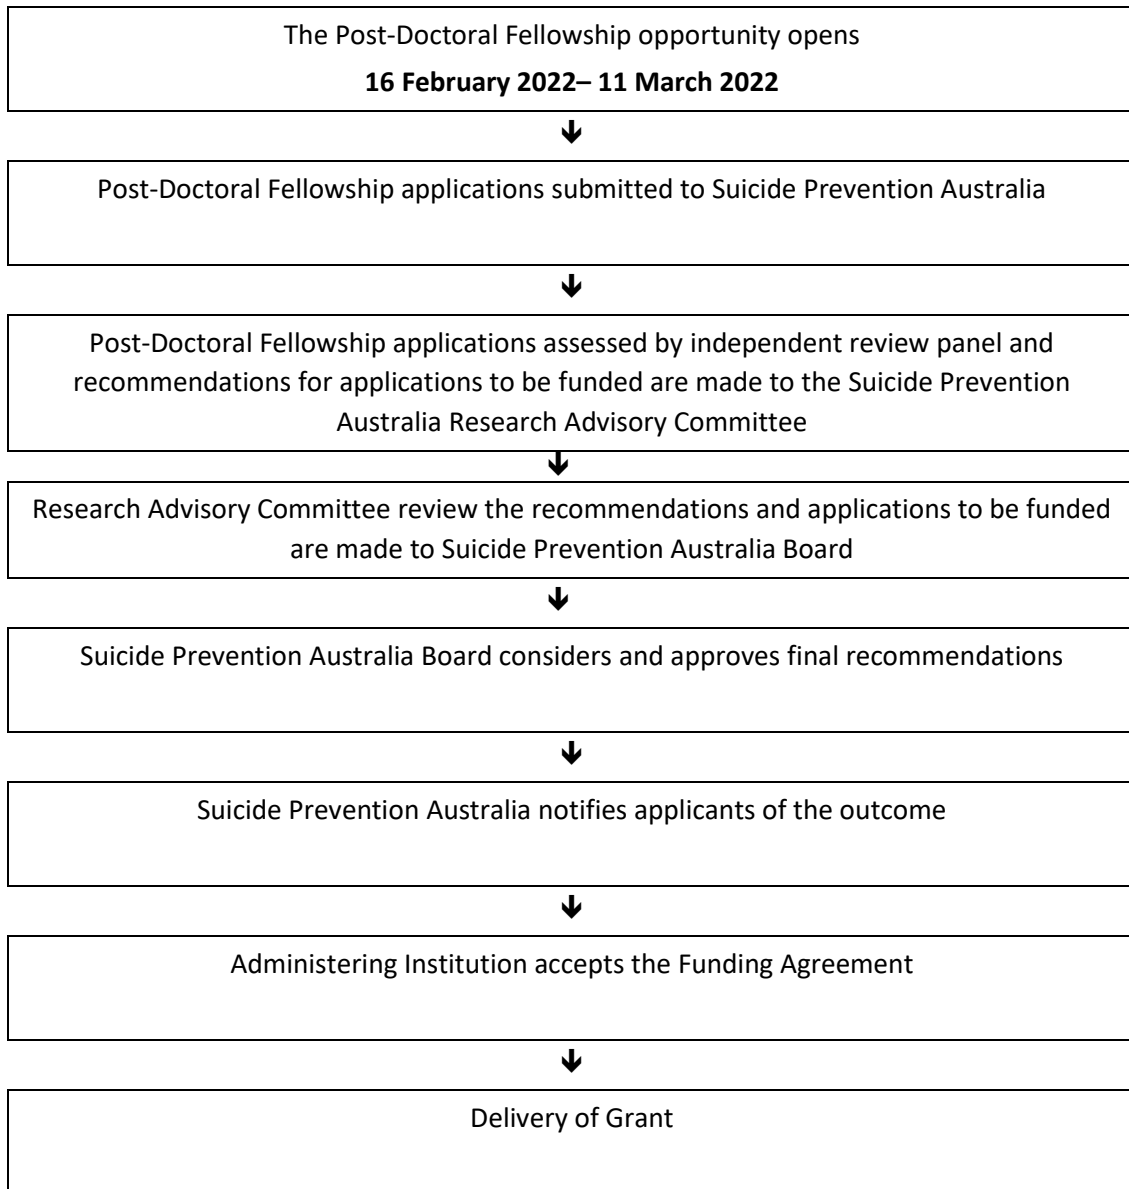 The Post-Doctoral Fellowship opportunity opens
16 February 2022– 11 March 2022
Post-Doctoral Fellowship applications submitted to Suicide Prevention Australia
Post-Doctoral Fellowship applications assessed by independent review panel and
recommendations for applications to be funded are made to the Suicide Prevention
Australia Research Advisory Committee
Research Advisory Committee review the recommendations and applications to be funded
are made to Suicide Prevention Australia Board
Suicide Prevention Australia Board considers and approves final recommendations
Suicide Prevention Australia notifies applicants of the outcome
Administering Institution accepts the Funding Agreement
Delivery of Grant